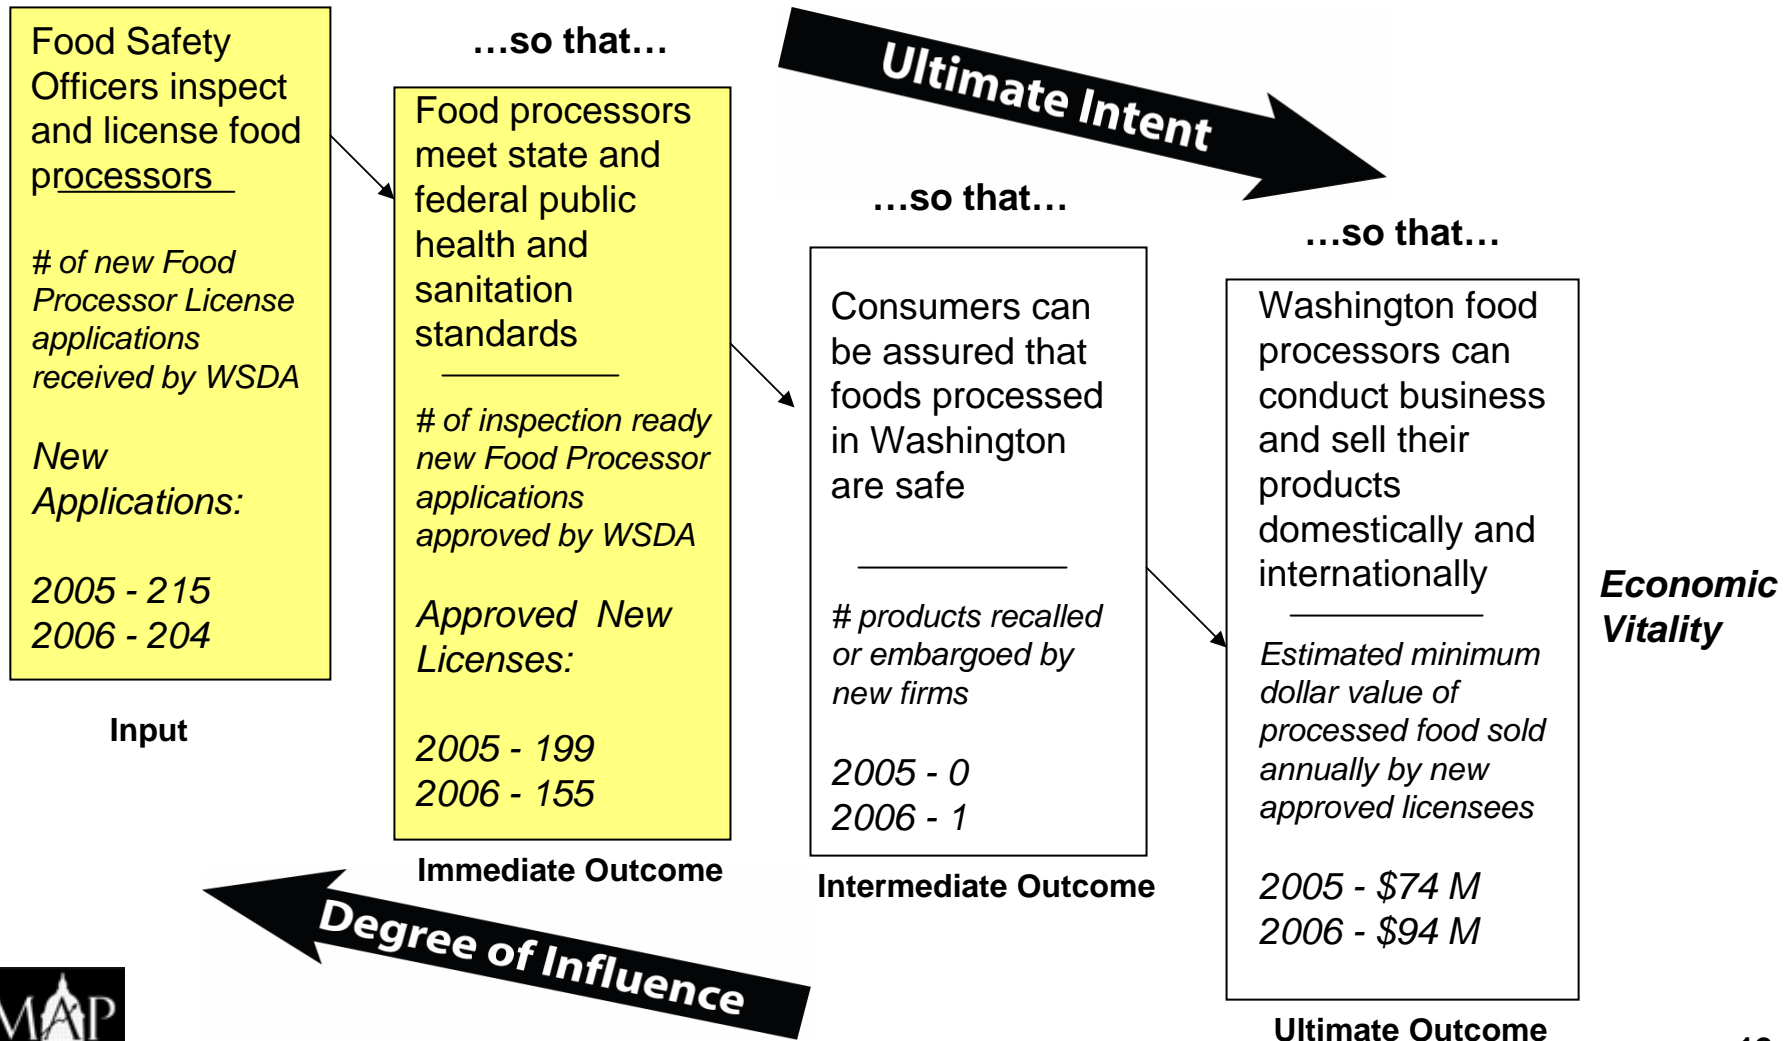 Food Safety
Officers inspect
and license food
processors
# of new Food
Processor License
applications
received by WSDA
New
Applications:
2005 - 215
2006 - 204
Input
…so that…
Food processors
meet state and
federal public
health and
sanitation
standards
# of inspection ready
new Food Processor
applications
approved by WSDA
Approved New
Licenses:
2005 - 199
2006 - 155
Immediate Outcome
Ultimate Intent
…so that…
Consumers can
be assured that
foods processed
in Washington
are safe
# products recalled
or embargoed by
new firms
2005 - 0
2006 - 1
Intermediate Outcome
…so that…
Washington food
processors can
conduct business
and sell their
products
domestically and
internationally
Estimated minimum
dollar value of
processed food sold
annually by new
approved licensees
2005 - $74 M
2006 - $94 M
Ultimate Outcome
Economic
Vitality
Degree of Influence
MAP